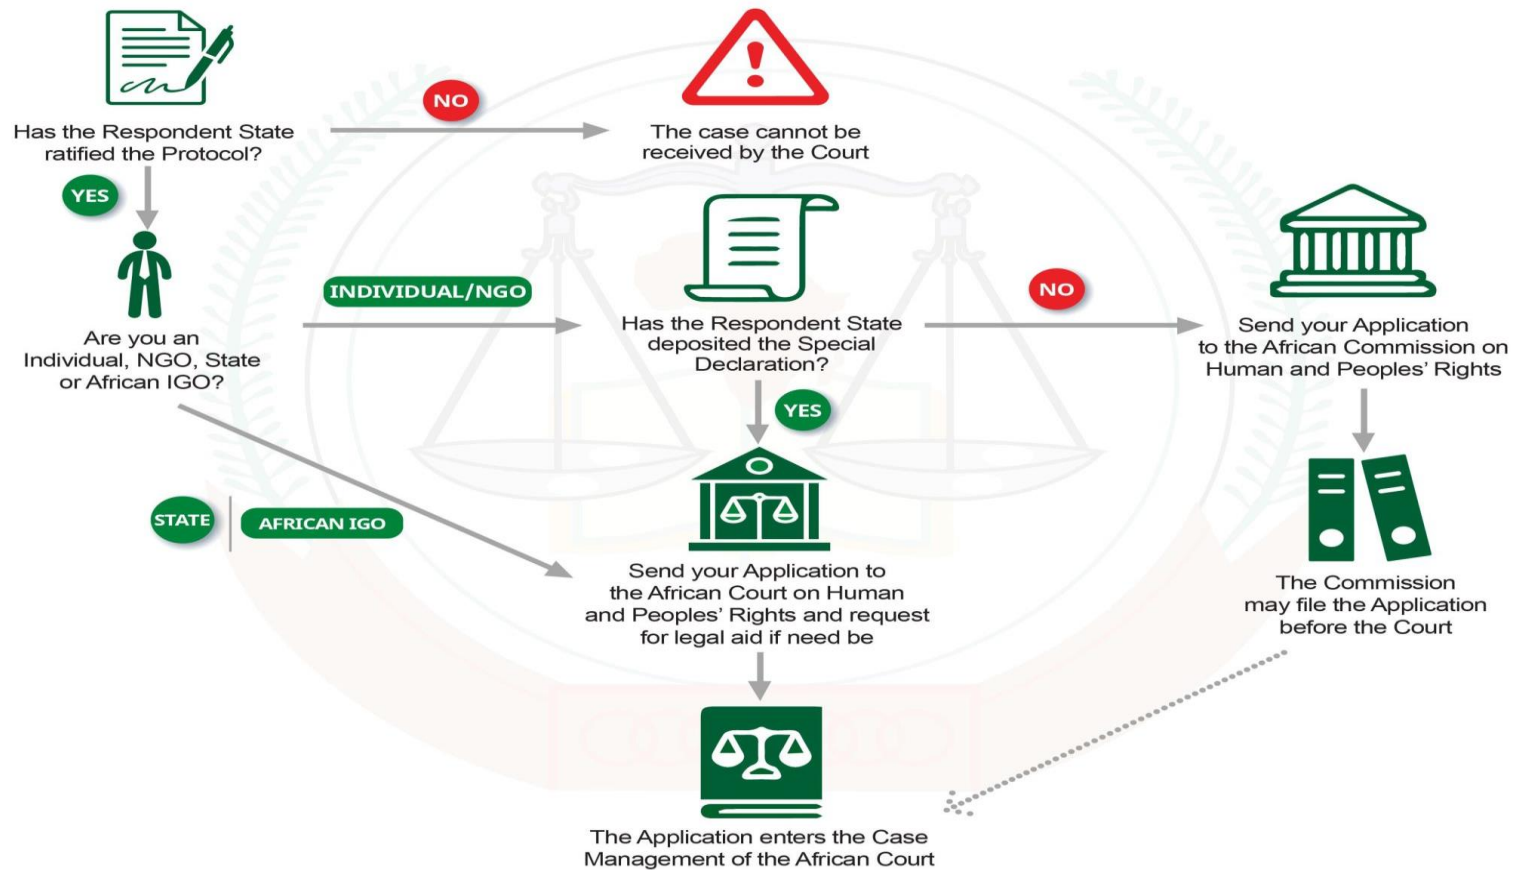 Has the Respondent State
ratified the Protocol?
NO
The case cannot be
received by the Court
YES
Are you an
Individual, NGO, State
or African IGO?
INDIVIDUAL/NGO
Has the Respondent State
deposited the Special
Declaration?
NO
Send your Application
to the African Commission on
Human and Peoples' Rights
YES
STATE
AFRICAN IGO
Send your Application to
the African Court on Human
and Peoples' Rights and request
for legal aid if need be
The Commission
may file the Application
before the Court
The Application enters the Case
Management of the African Court